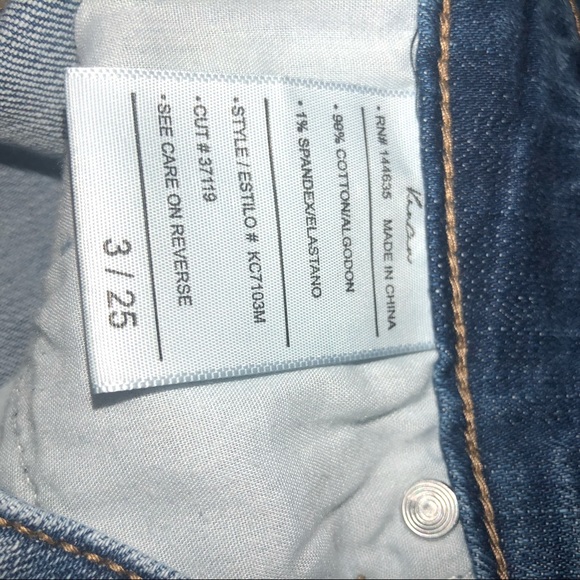 Kancan
• RN# 144635 MADE IN CHINA
• 99% COTTON/ALGODON
• 1% SPANDEX/ELASTANO
•STYLE / ESTILO # KC7103M
•CUT # 37119
•SEE CARE ON REVERSE
3 / 25